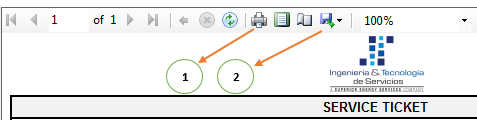 1 of 1 100%
1 2
Ingeniería & Tecnología
de Servicios
A SUPERIOR ENERGY SERVICES COMPANY
SERVICE TICKET